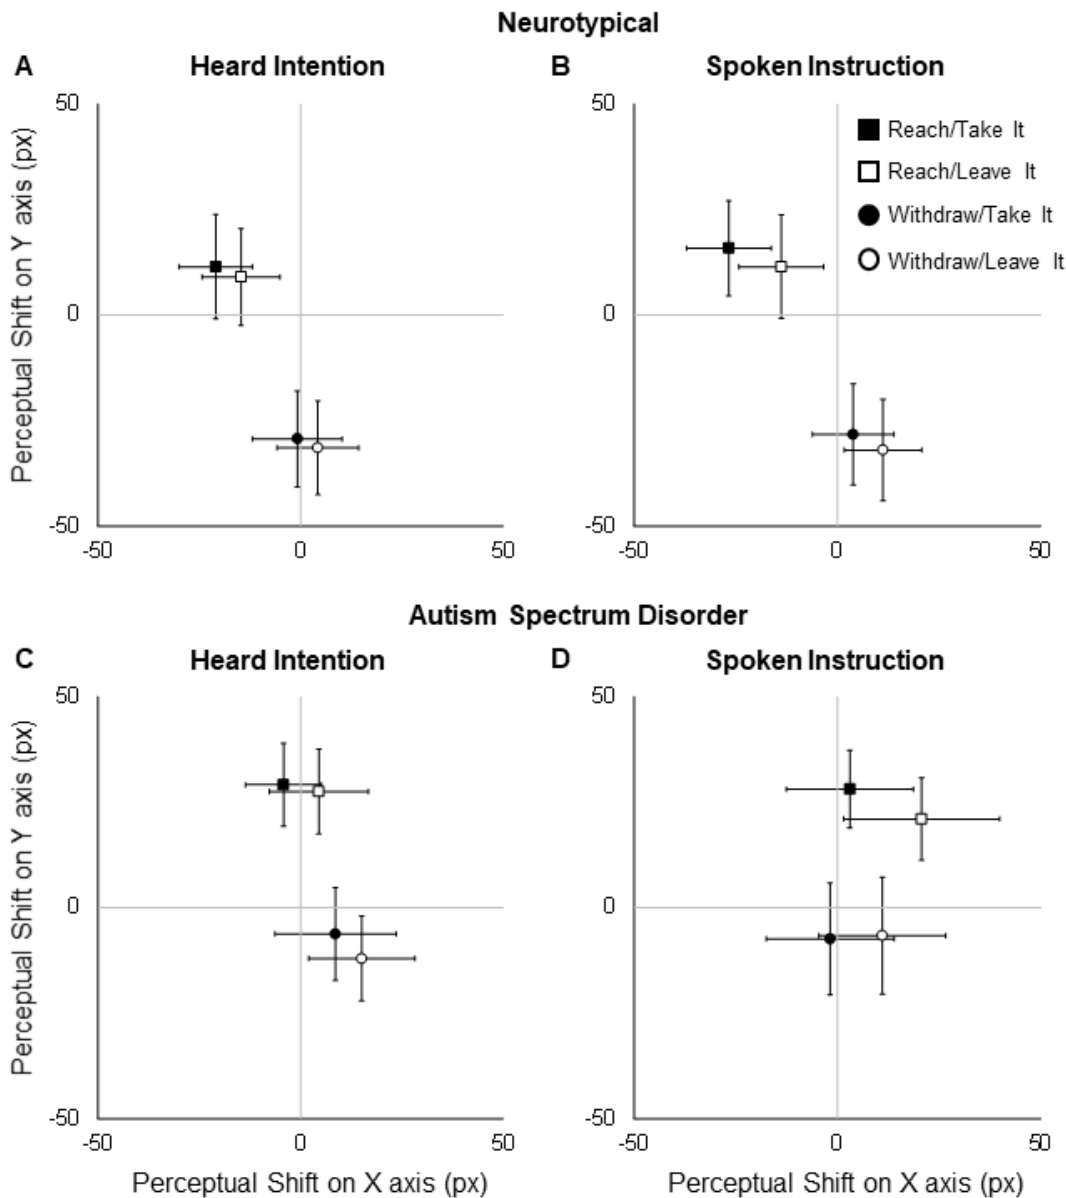 Neurotypical
A Heard Intention
B Spoken Instruction
Perceptual Shift on Y axis (px)
50
0
-50
-50 0 50
50
0
-50
-50 0 50
Reach/Take It
Reach/Leave It
Withdraw/Take It
Withdraw/Leave It
Autism Spectrum Disorder
C Heard Intention
D Spoken Instruction
Perceptual Shift on Y axis (px)
50
0
-50
-50 0 50
Perceptual Shift on X axis (px)
50
0
-50
-50 0 50
Perceptual Shift on X axis (px)